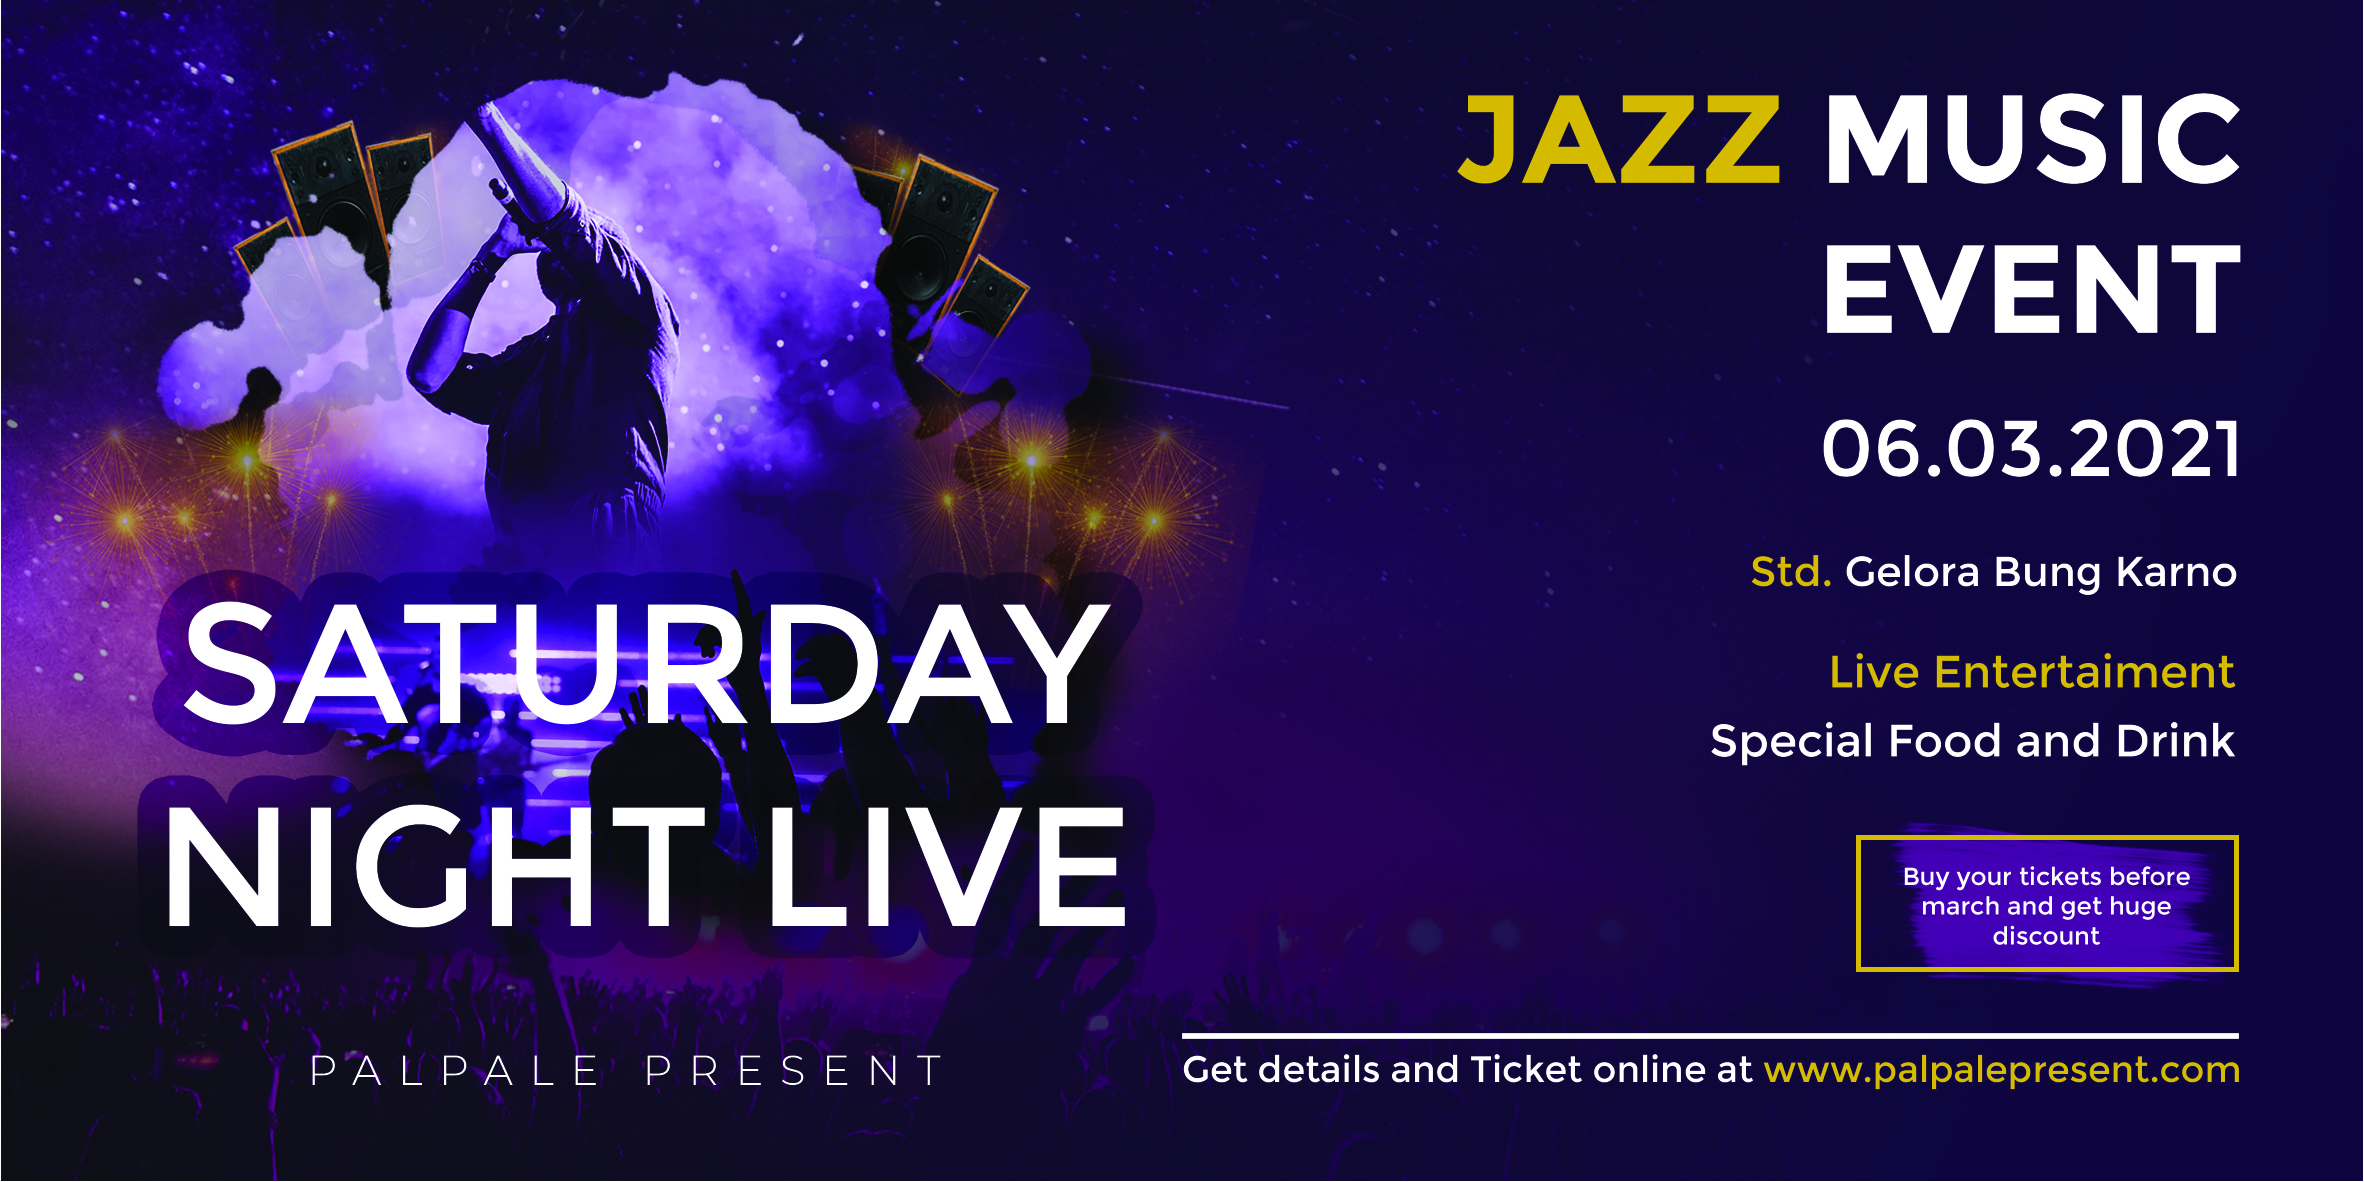 SATURDAY
NIGHT LIVE
PALPALE PRESENT
JAZZ MUSIC
EVENT
06.03.2021
Std. Gelora Bung Karno
Live Entertaiment
Special Food and Drink
Buy your tickets before
march and get huge
discount
Get details and Ticket online at www.palpalepresent.com